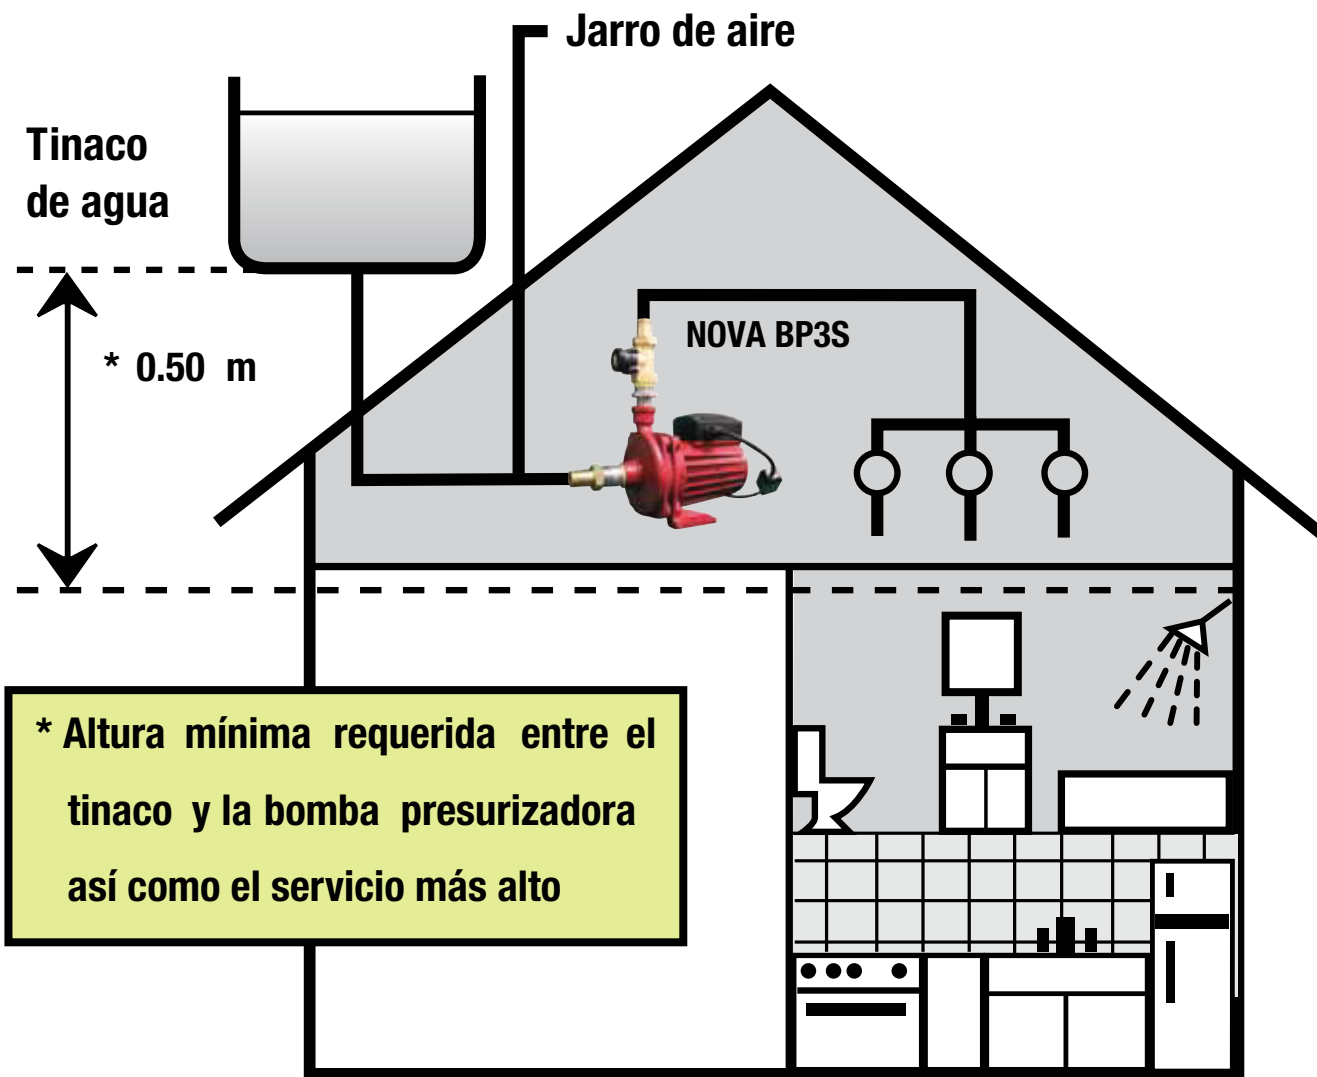 Jarro de aire
Tinaco
de agua
* 0.50 m
NOVA BP3S
* Altura mínima requerida entre el
tinaco y la bomba presurizadora
así como el servicio más alto